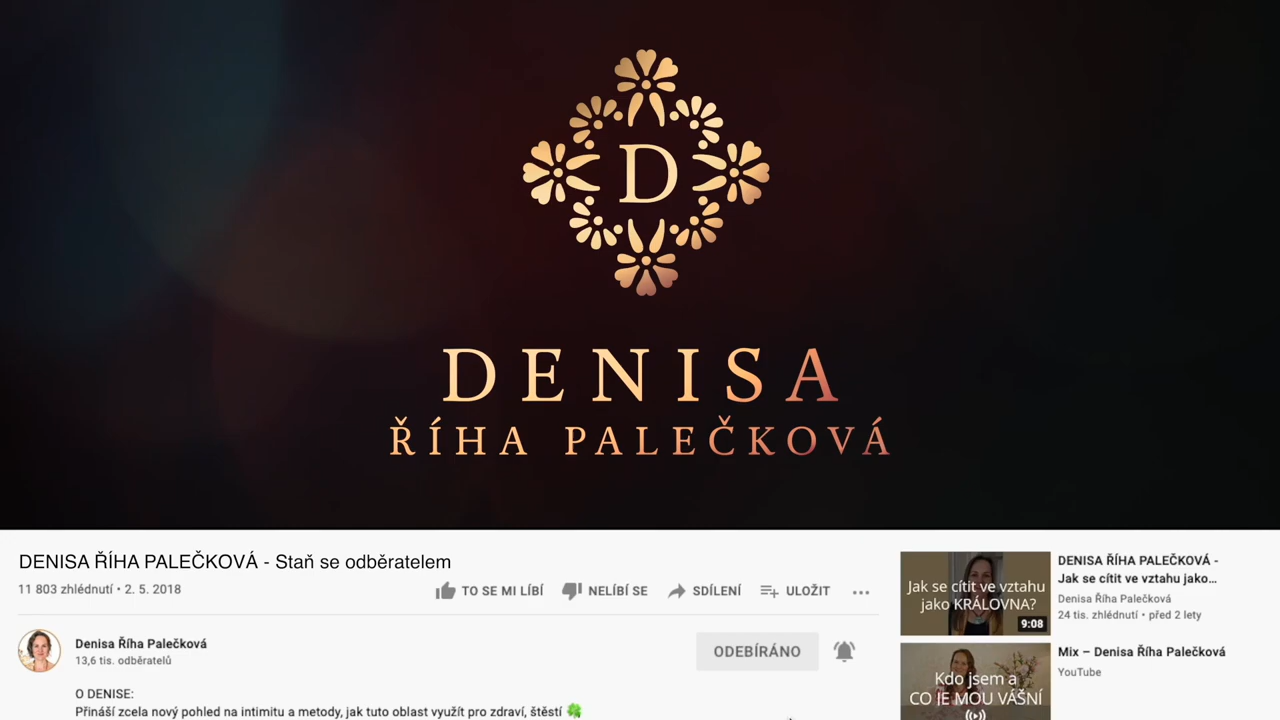 D
DENISA
ŘÍHA PALEČKOVÁ
DENISA ŘÍHA PALEČKOVÁ - Staň se odběratelem
11 803 zhlédnutí • 2. 5. 2018
TO SE MI LÍBÍ
NELÍBÍ SE
SDÍLENÍ
ULOŽIT
Denisa Říha Palečková
13,6 tis. odběratelů
ODEBÍRÁNO
O DENISE:
Přináší zcela nový pohled na intimitu a metody, jak tuto oblast využít pro zdraví, štěstí 🍀
Jak se cítit ve vztahu
jako KRÁLOVNA?
9:08
DENISA ŘÍHA PALEČKOVÁ -
Jak se cítit ve vztahu jako...
Denisa Říha Palečková
24 tis. zhlédnutí • před 2 lety
Kdo jsem a
CO JE MOU VÁŠNÍ
Mix – Denisa Říha Palečková
YouTube